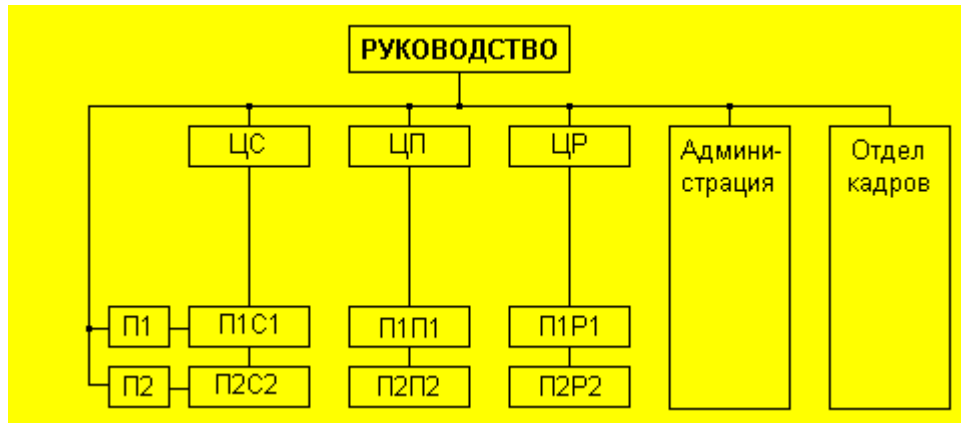 РУКОВОДСТВО
ЦС
ЦП
ЦР
Админи-
страция
Отдел
кадров
П1
П1С1
П1П1
П1Р1
П2
П2С2
П2П2
П2Р2